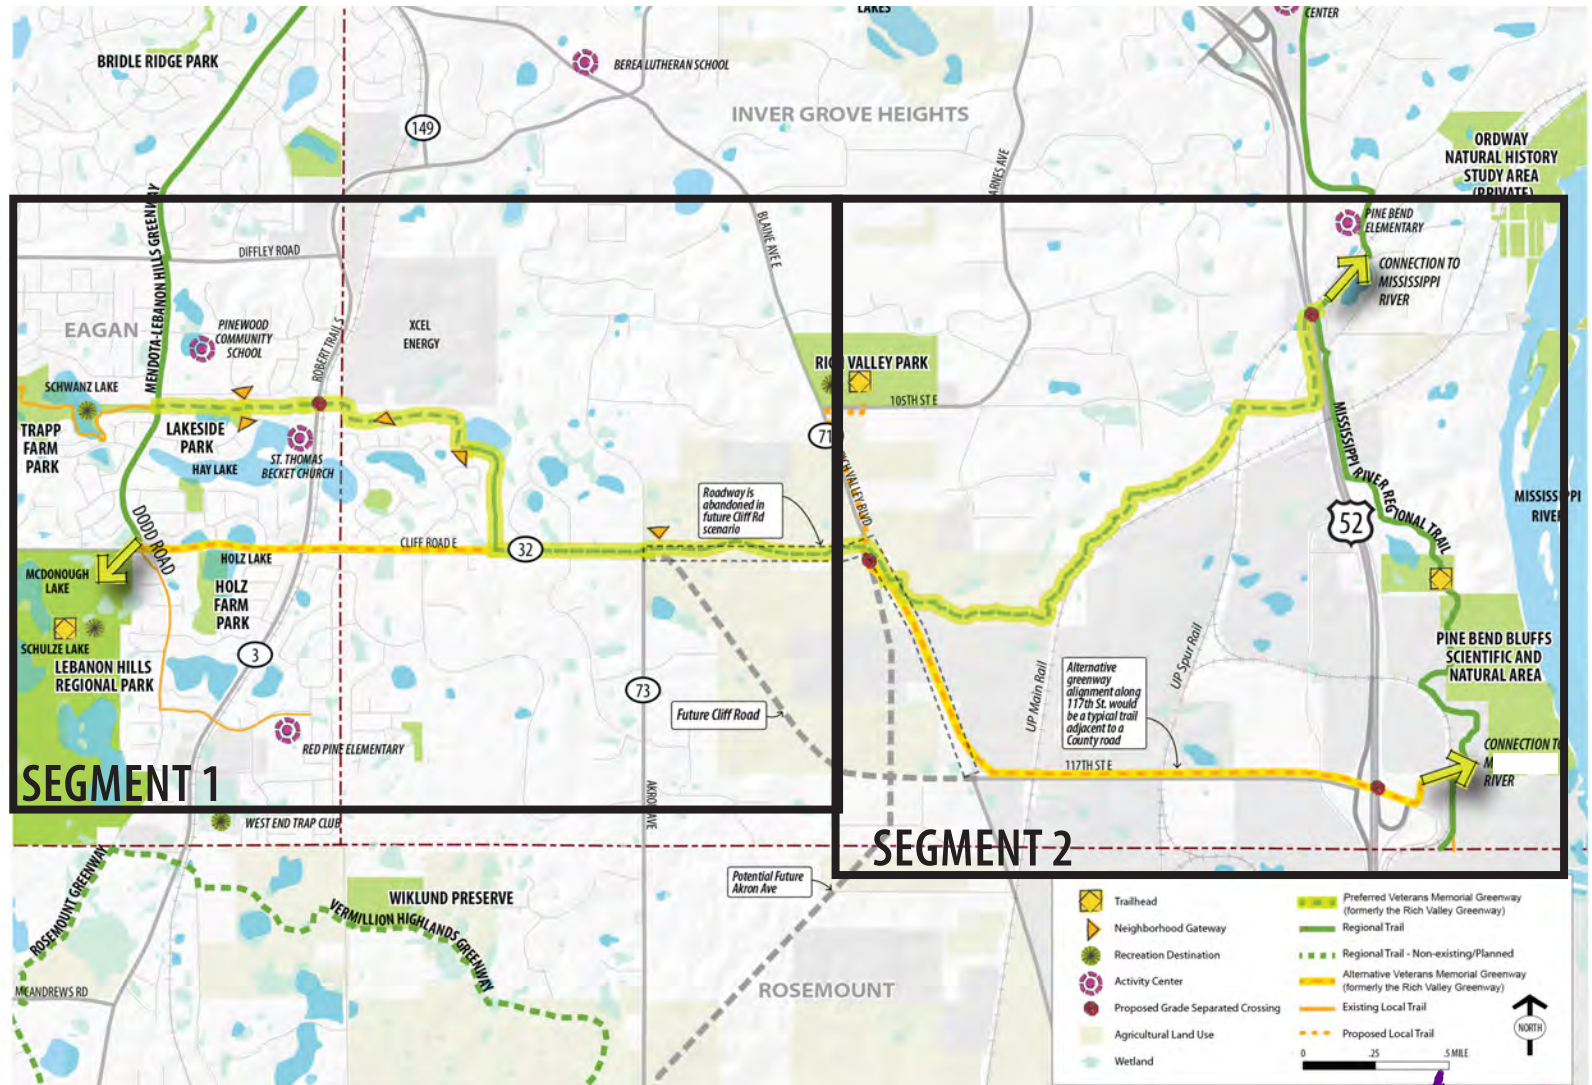 LAKES
CENTER
BRIDLE RIDGE PARK
BEREA LUTHERAN SCHOOL
INVER GROVE HEIGHTS
149
ORDWAY
NATURAL HISTORY
STUDY AREA
(PRIVATE)
ARNES AVE
MENDOTA-LEBANON HILLS GREENWAY
BLAINE AVE E
PINE BEND
ELEMENTARY
DIFFLEY ROAD
CONNECTION TO
MISSISSIPPI
RIVER
EAGAN
PINEWOOD
COMMUNITY
SCHOOL
ROBERT TRAIL S
XCEL
ENERGY
RICH VALLEY PARK
SCHWANZ LAKE
105TH ST E
TRAPP
FARM
PARK
LAKESIDE
PARK
HAY LAKE
ST. THOMAS
BECKET CHURCH
71
RICH VALLEY BLVD
MISSISSIPPI RIVER REGIONAL TRAIL
MISSISSIPPI
RIVER
Roadway is
abandoned in
future Cliff Rd
scenario
52
DODD ROAD
CLIFF ROAD E
32
HOLZ LAKE
MCDONOUGH
LAKE
HOLZ
FARM
PARK
SCHULZE LAKE
LEBANON HILLS
REGIONAL PARK
3
73
Future Cliff Road
UP Main Rail
UP Spur Rail
Alternative
greenway
alignment along
117th St. would
be a typical trail
adjacent to a
County road
PINE BEND BLUFFS
SCIENTIFIC AND
NATURAL AREA
RED PINE ELEMENTARY
117TH ST E
CONNECTION TO
M
RIVER
SEGMENT 1
AKRON AVE
WEST END TRAP CLUB
SEGMENT 2
ROSEMOUNT GREENWAY
Potential Future
Akron Ave
WIKLUND PRESERVE
VERMILLION HIGHLANDS GREENWAY
MCANDREWS RD
ROSEMOUNT
Trailhead
Neighborhood Gateway
Recreation Destination
Activity Center
Proposed Grade Separated Crossing
Agricultural Land Use
Wetland
Preferred Veterans Memorial Greenway
(formerly the Rich Valley Greenway)
Regional Trail
Regional Trail - Non-existing/Planned
Alternative Veterans Memorial Greenway
(formerly the Rich Valley Greenway)
Existing Local Trail
Proposed Local Trail
0 .25 .5 MILE
NORTH